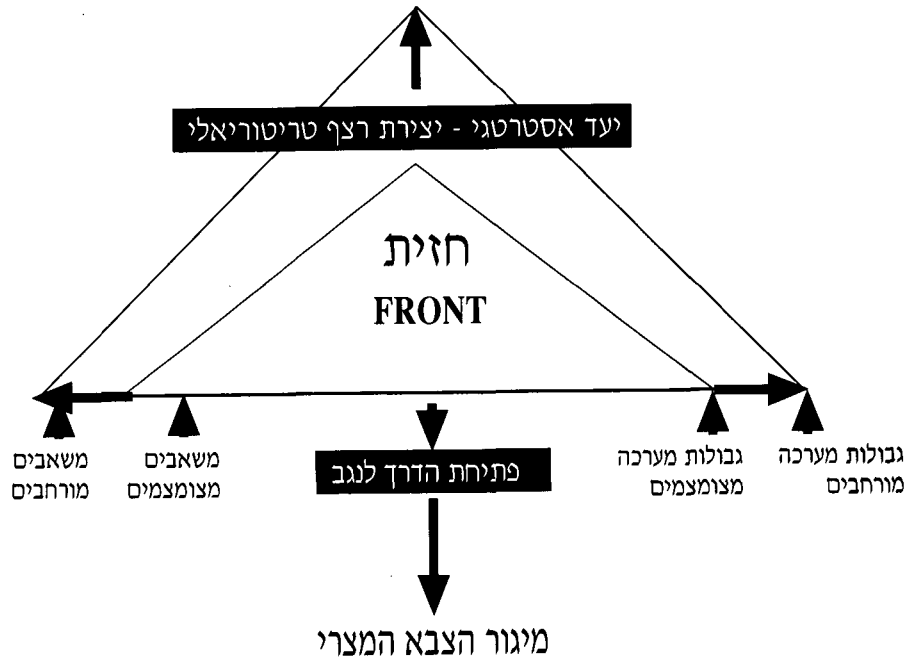 יעד אסטרטגי - יצירת רצף טריטוריאלי
חזית
FRONT
גבולות מערכה
מורחבים
גבולות מערכה
מצומצמים
משאבים
מצומצמים
משאבים
מורחבים
פתיחת הדרך לנגב
מיגור הצבא המצרי